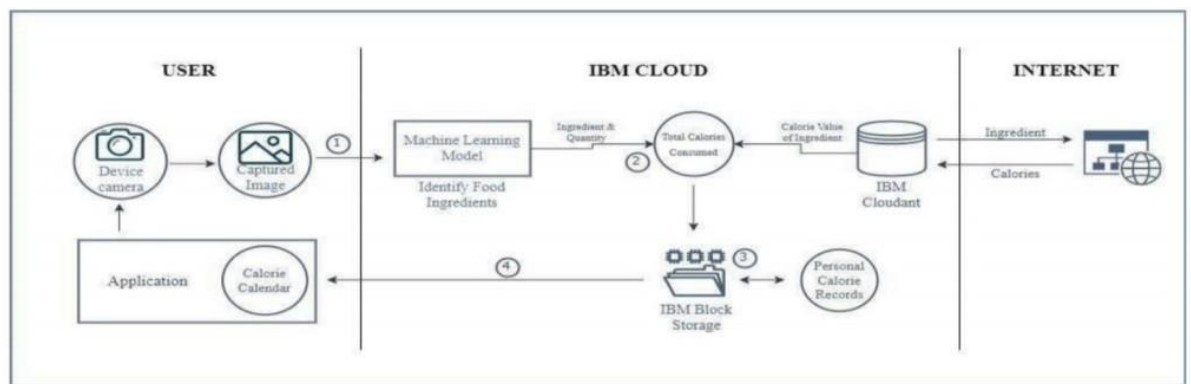 USER
IBM CLOUD
INTERNET
Device
camera
Captured
Image
1
Machine Learning
Model
Identify Food
Ingredients
Ingredient &
Quantity
2
Total Calories
Consumed
Calorie Value
of Ingredient
IBM
Cloudant
Ingredient
Calories
Application
Calorie
Calendar
4
3
IBM Block
Storage
Personal
Calorie
Records